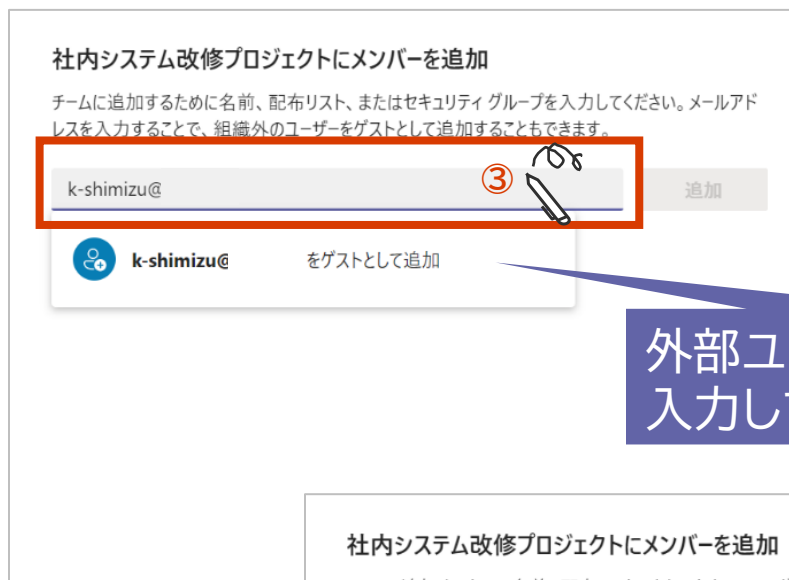 社内システム改修プロジェクトにメンバーを追加
チームに追加するために名前、配布リスト、またはセキュリティ グループを入力してください。メールアド
レスを入力することで、組織外のユーザーをゲストとして追加することもできます。
k-shimizu@
③
追加
k-shimizu@ をゲストとして追加
外部ユ
入力し
社内システム改修プロジェクトにメンバーを追加